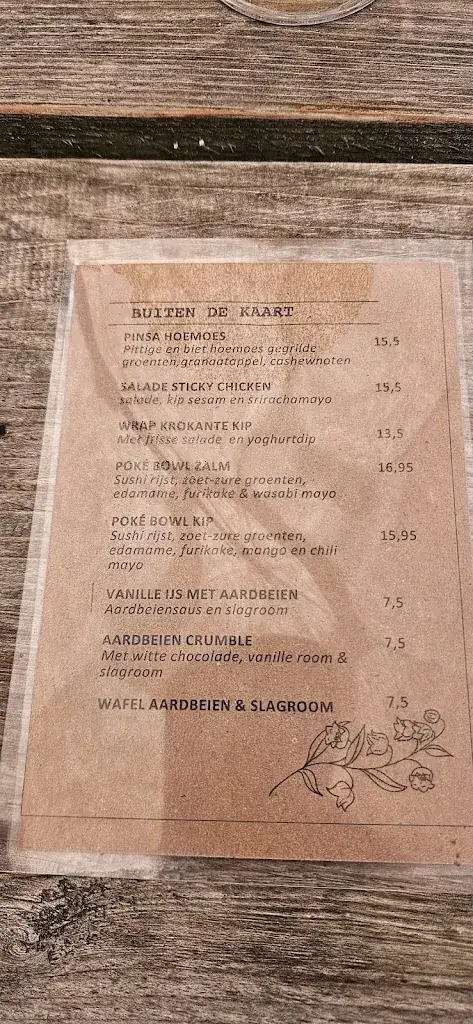 BUITEN DE KAART
PINSA HOEMOES 15,5
Pittige en biet hoemoes gegrilde
groenten,granaatappel, cashewnoten
SALADE STICKY CHICKEN 15,5
salade, kip sesam en srirachamayo
WRAP KROKANTE KIP 13,5
Met frisse salade en yoghurtdip
POKÉ BOWL ZALM 16,95
Sushi rijst, zoet-zure groenten,
edamame, furikake & wasabi mayo
POKÉ BOWL KIP 15,95
Sushi rijst, zoet-zure groenten,
edamame, furikake, mango en chili
mayo
VANILLE IJS MET AARDBEIEN 7,5
Aardbeiensaus en slagroom
AARDBEIEN CRUMBLE 7,5
Met witte chocolade, vanille room &
slagroom
WAFEL AARDBEIEN & SLAGROOM 7,5